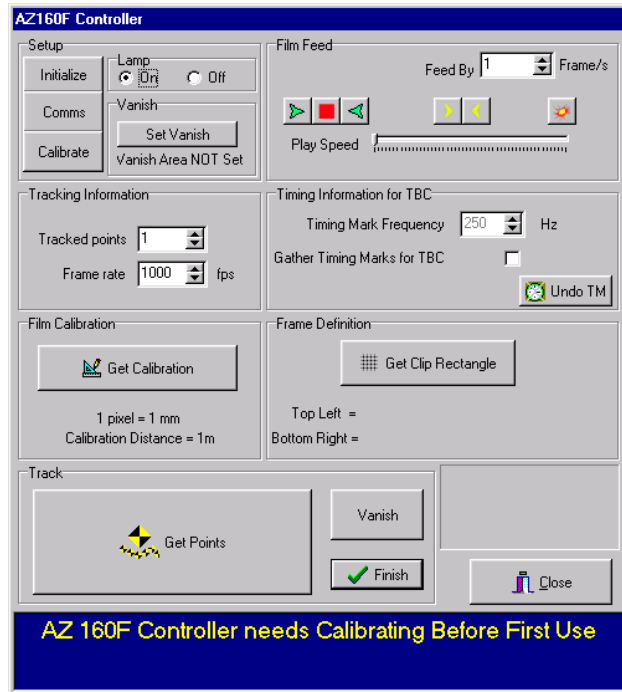 AZ160F Controller
Setup
Initialize
Comms
Calibrate
Lamp
On Off
Vanish
Set Vanish
Vanish Area NOT Set
Film Feed
Feed By 1 Frame/s
Play Speed
Tracking Information
Tracked points 1
Frame rate 1000 fps
Timing Information for TBC
Timing Mark Frequency 250 Hz
Gather Timing Marks for TBC
Undo TM
Film Calibration
Get Calibration
1 pixel = 1 mm
Calibration Distance = 1m
Frame Definition
Get Clip Rectangle
Top Left =
Bottom Right =
Track
Get Points
Vanish
Finish
Close
AZ 160F Controller needs Calibrating Before First Use